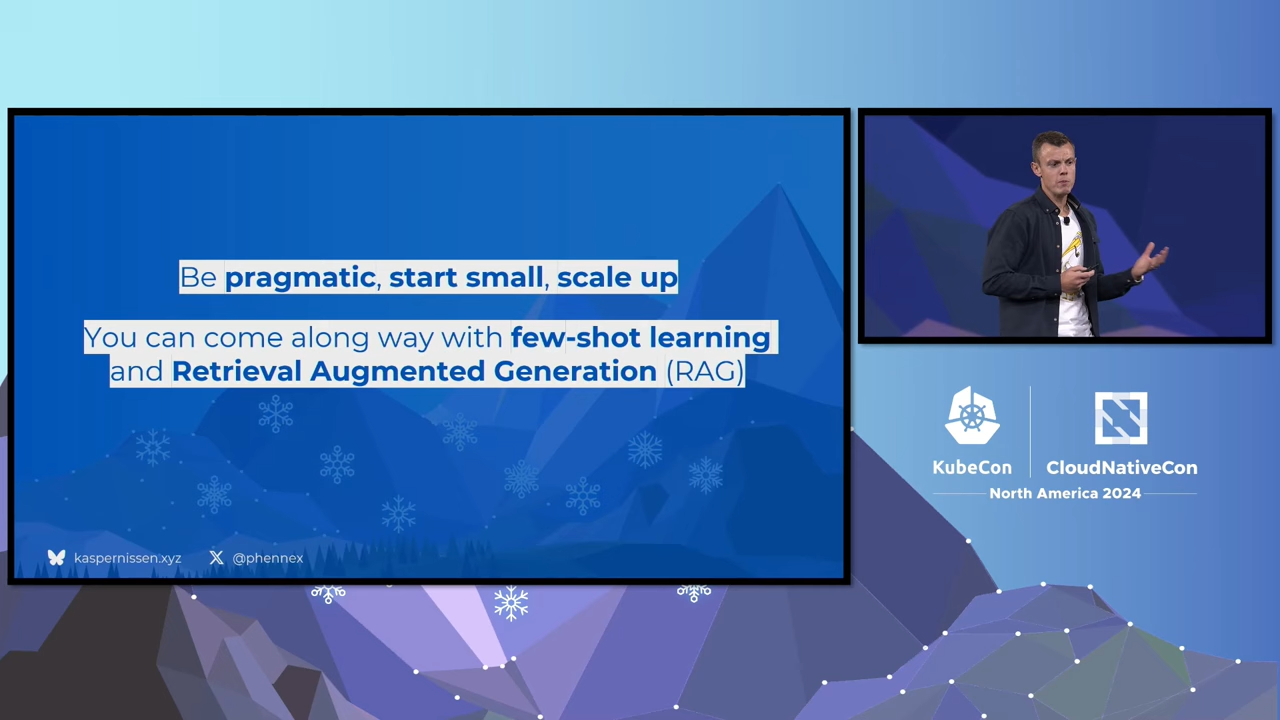 Be pragmatic, start small, scale up
You can come along way with few-shot learning
and Retrieval Augmented Generation (RAG)
kaspernissen.xyz @phennex
KubeCon CloudNativeCon
North America 2024